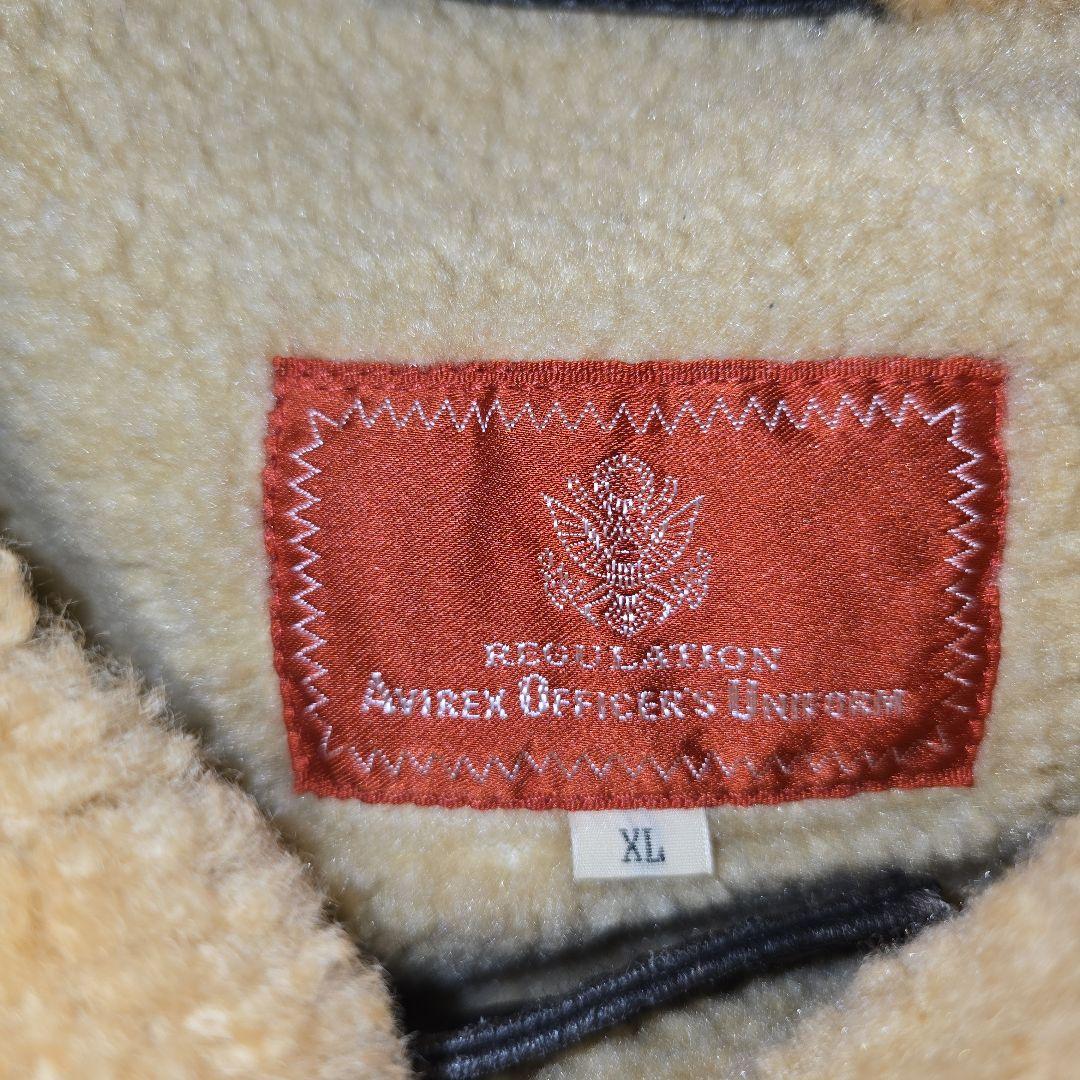 REGULATION
AVIREX OFFICER'S UNIFORM
XL